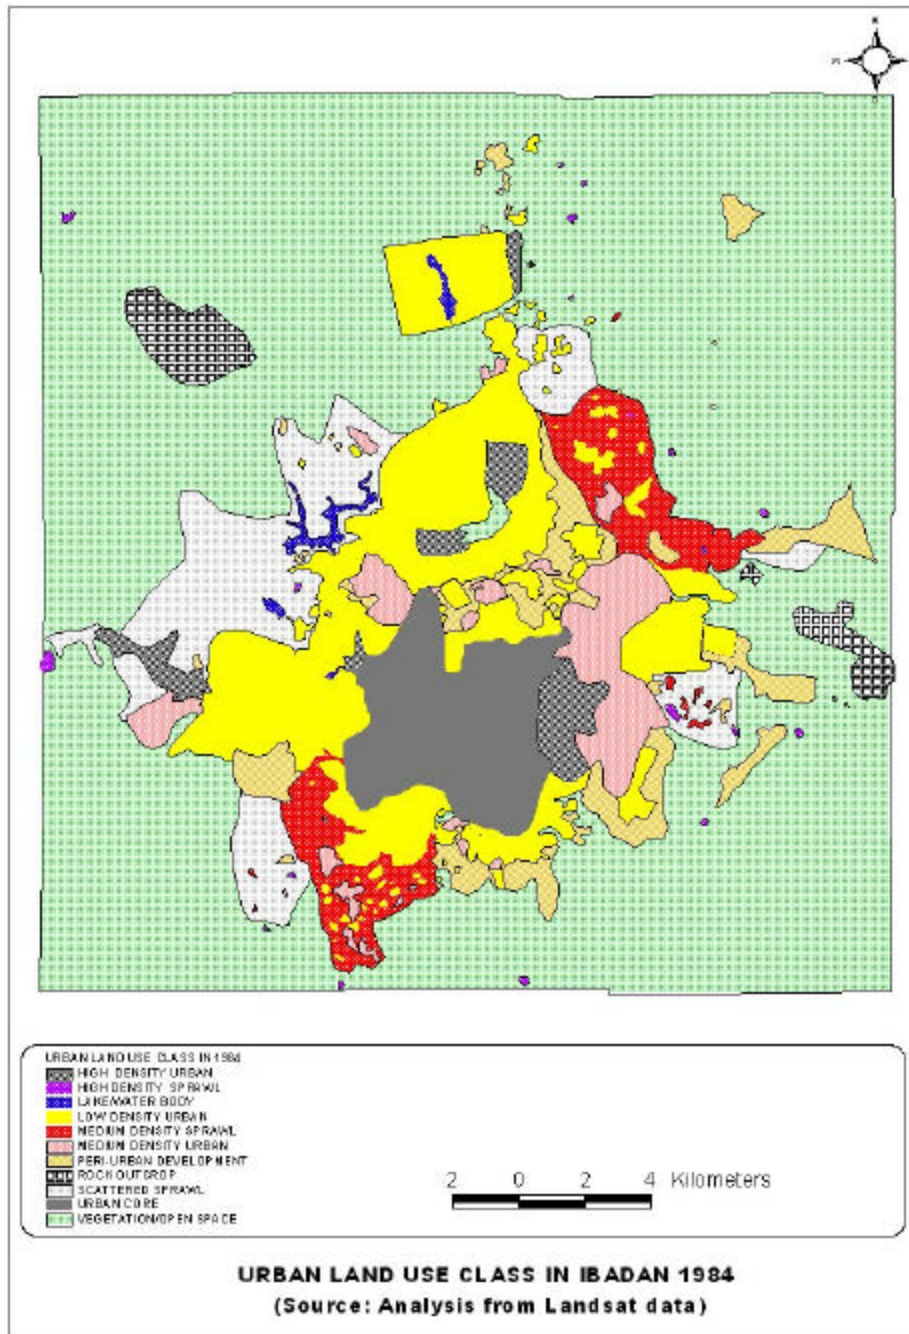 URBAN LAND USE CLASS IN 1984
HIGH DENSITY URBAN
HIGH DENSITY SPRAWL
LAKE/WATER BODY
LOW DENSITY URBAN
MEDIUM DENSITY SPRAWL
MEDIUM DENSITY URBAN
PERI-URBAN DEVELOPMENT
ROCK OUTCROP
SCATTERED SPRAWL
URBAN CORE
VEGETATION/OPEN SPACE
2 0 2 4 Kilometers
URBAN LAND USE CLASS IN IBADAN 1984
(Source: Analysis from Landsat data)